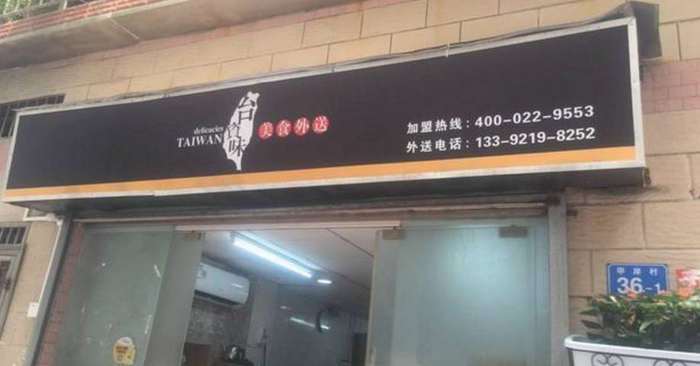 delicacies
TAIWAN
台資味
美食外送
加盟热线：400-022-9553
外送电话：133-9219-8252
甲岸村
36-1